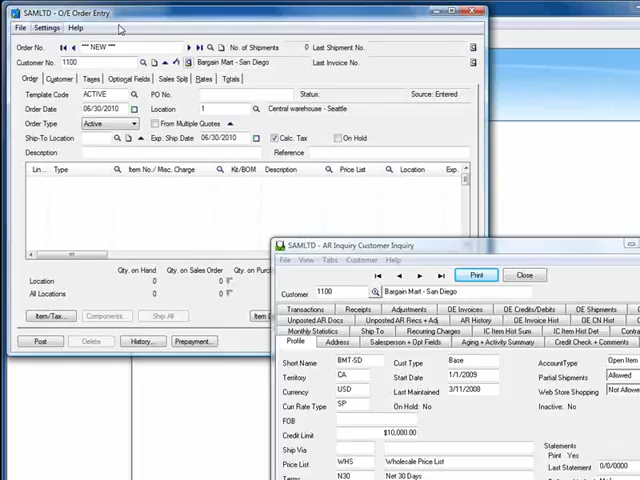 SAMLTD - O/E Order Entry
File Settings Help
Order No. *** NEW *** No. of Shipments 0 Last Shipment No.
Customer No. 1100 Bargain Mart - San Diego Last Invoice No.
Order Customer Taxes Optional Fields Sales Split Rates Totals
Template Code ACTIVE PO No. Status: Source: Entered
Order Date 06/30/2010 Location 1 Central warehouse - Seattle
Order Type Active From Multiple Quotes
Ship-To Location Exp. Ship Date 06/30/2010 Calc. Tax On Hold
Description Reference
Lin... Type Item No./ Misc. Charge Kit/BOM Description Price List Location Exp.
Qty. on Hand Qty. on Sales Order Qty. on Purc
Location 0 0
All Locations 0 0
Item/Tax... Components... Ship All Item D
Post Delete History... Prepayment...
SAMLTD - AR Inquiry Customer Inquiry
File View Tabs Customer Help
Print Close
Customer 1100 Bargain Mart - San Diego
Transactions Receipts Adjustments OE Invoices OE Credits/Debits OE Shipments
Unposted AR Docs Unposted AR Recs + Adj AR History OE Invoice Hist OE CN Hist
Monthly Statistics Ship To Recurring Charges IC Item Hist Sum IC Item Hist Det Contra
Profile Address Salesperson + Opt Fields Aging + Activity Summary Credit Check + Comments
Short Name BMT-SD Cust Type Base AccountType Open Item
Territory CA Start Date 1/1/2009 Partial Shipments Allowed
Currency USD Last Maintained 3/11/2008 Web Store Shopping Not Allowe
Curr Rate Type SP On Hold: No Inactive: No
FOB
Credit Limit $10,000.00
Ship Via Statements
Price List WHS Wholesale Price List Print Yes
Last Statement 0/0/0000
Terms N30 Net 30 Days